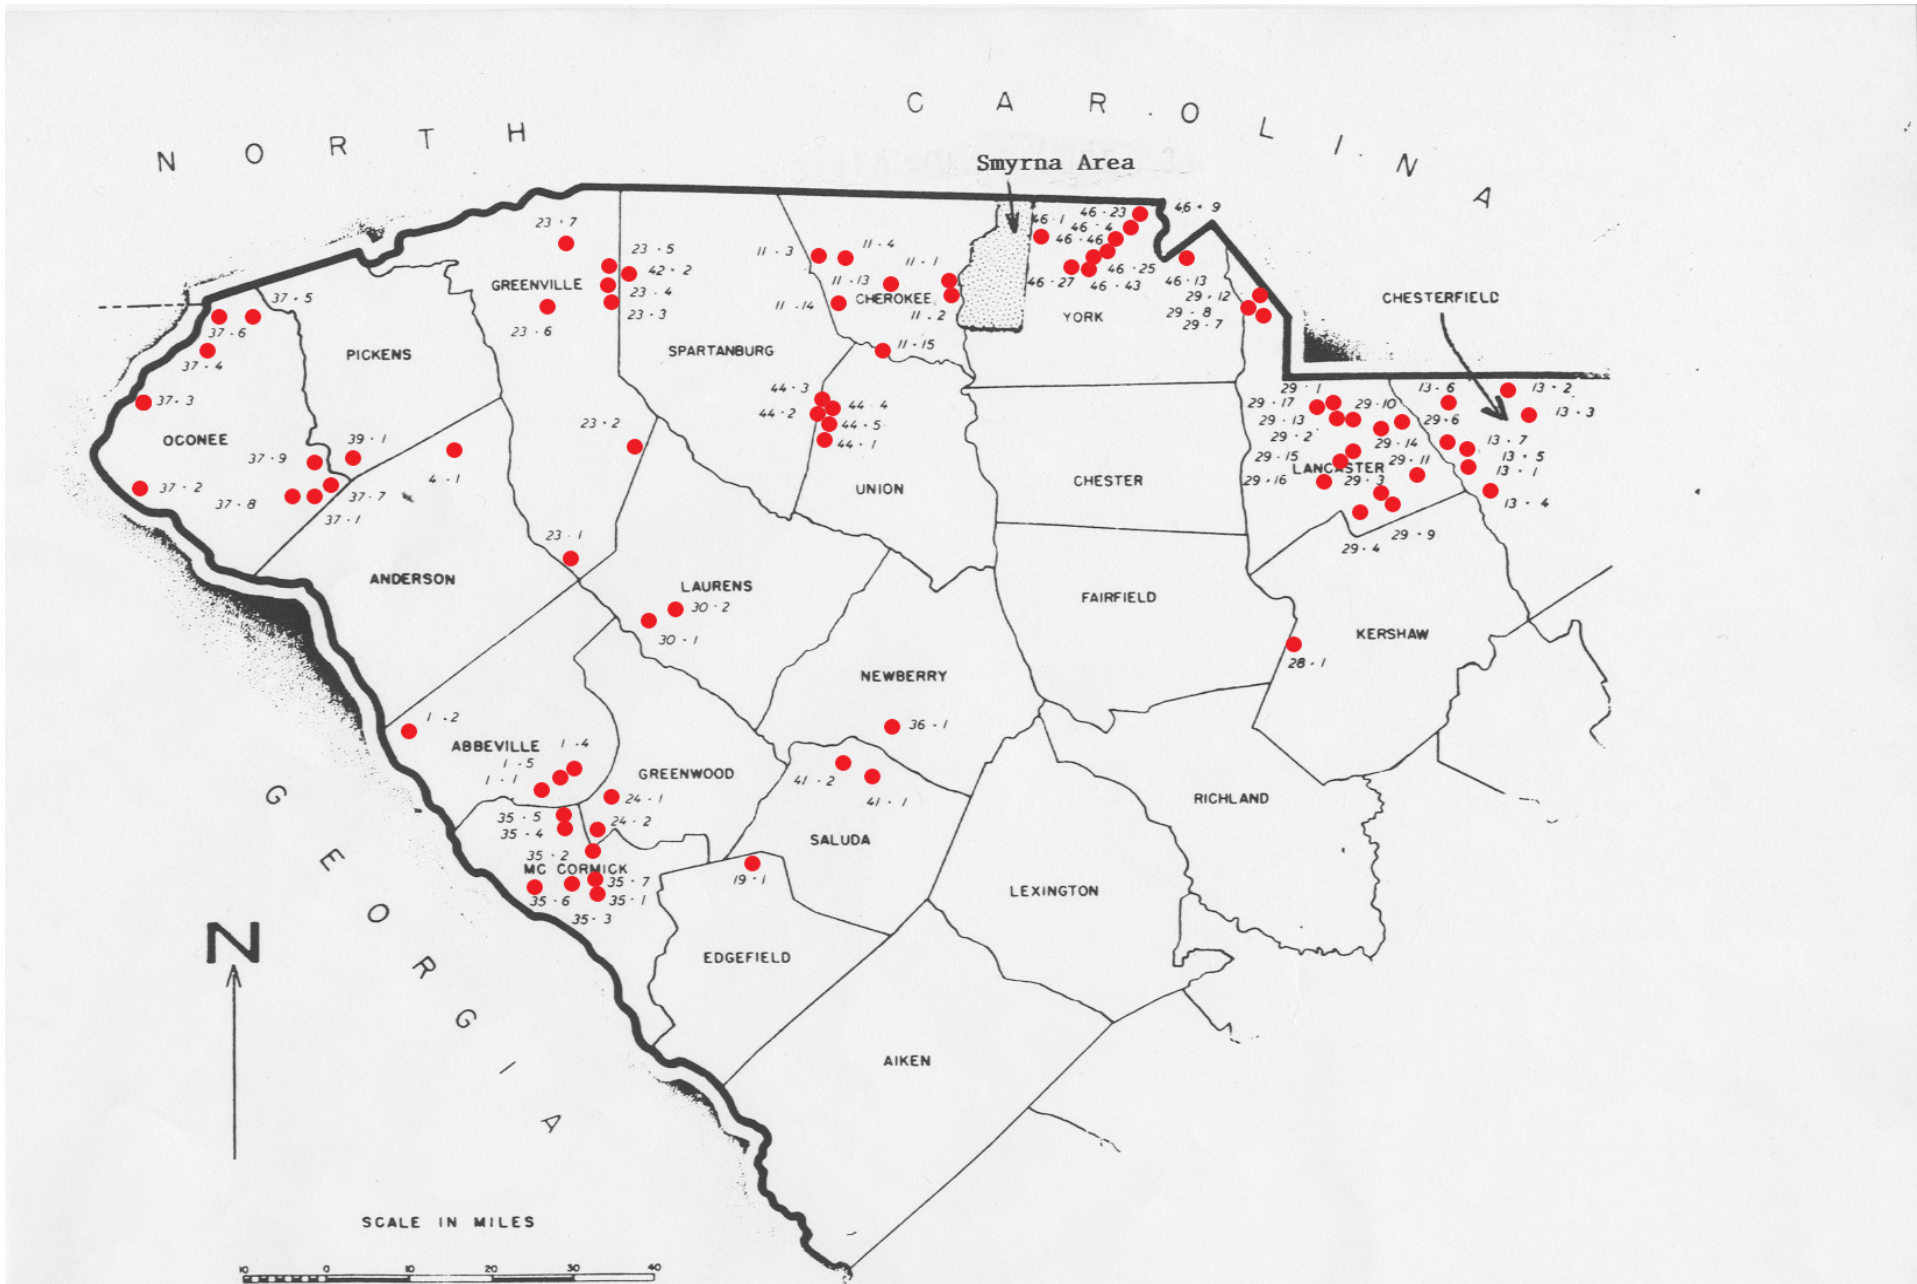 N O R T H
C A R O L I N A
Smyrna Area
23·7
46·1
46·23
46·9
46·4
46·46
11·3
11·4
23·5
42·2
11·1
46·25
11·13
46·27
46·43
46·13
GREENVILLE
23·4
CHEROKEE
29·12
CHESTERFIELD
37·5
11·14
23·3
11·2
29·8
YORK
29·7
37·6
23·6
PICKENS
SPARTANBURG
11·15
37·4
44·3
29·1
13·6
13·2
37·3
29·17
29·10
44·4
44·2
13·3
29·13
29·6
23·2
44·5
OCONEE
39·1
44·1
29·2
29·14
13·7
37·9
29·15
29·11
13·5
LANCASTER
13·1
4·1
CHESTER
29·16
29·3
37·2
37·7
UNION
37·8
13·4
37·1
23·1
29·9
29·4
ANDERSON
LAURENS
FAIRFIELD
30·2
30·1
KERSHAW
28·1
NEWBERRY
1·2
36·1
ABBEVILLE
1·4
1·5
GREENWOOD
1·1
41·2
24·1
41·1
RICHLAND
35·5
24·2
35·4
SALUDA
35·2
MC CORMICK
35·7
19·1
LEXINGTON
35·6
35·1
35·3
EDGEFIELD
G E O R G I A
N
AIKEN
SCALE IN MILES
10 0 10 20 30 40